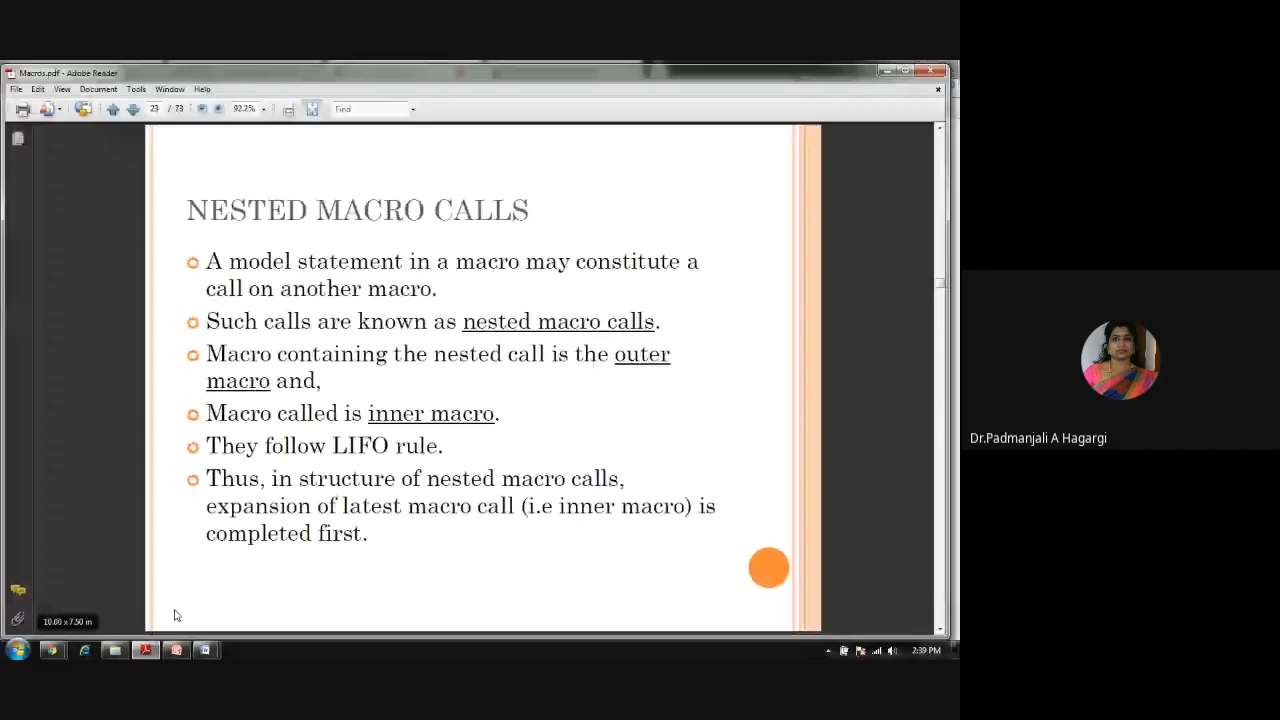 Macros.pdf - Adobe Reader
File Edit View Document Tools Window Help
23 / 73 92.2% Find
NESTED MACRO CALLS
A model statement in a macro may constitute a
call on another macro.
Such calls are known as nested macro calls.
Macro containing the nested call is the outer
macro and,
Macro called is inner macro.
They follow LIFO rule.
Thus, in structure of nested macro calls,
expansion of latest macro call (i.e inner macro) is
completed first.
Dr.Padmanjali A Hagargi
10.00 x 7.50 in
2:39 PM